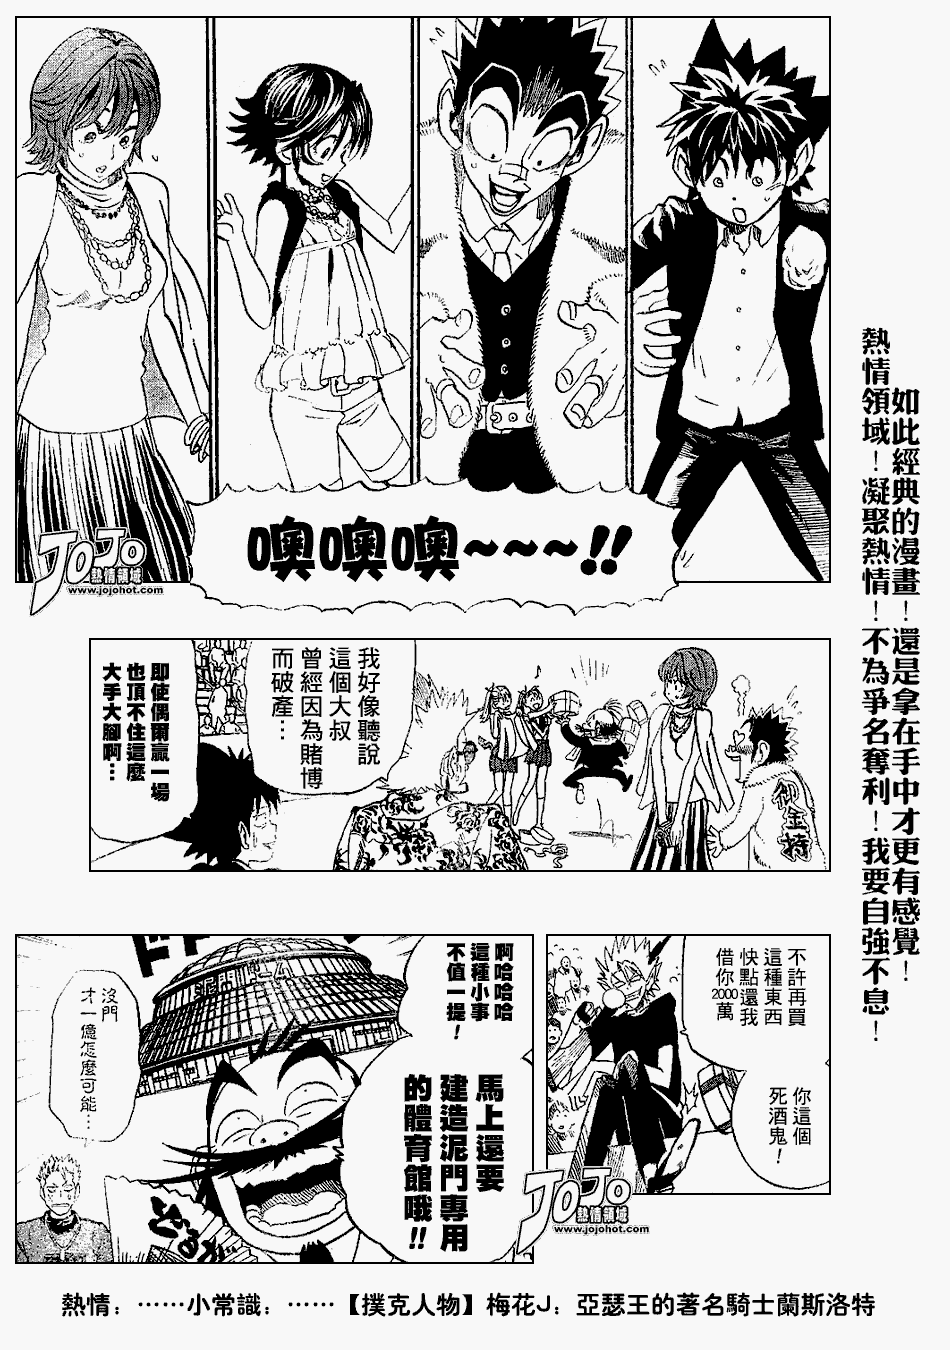 噢噢噢～～～!!
JOJO
熱情領域
www.jojohot.com
我好像聽說
這個大叔
曾經因為賭博
而破產…
即使偶爾贏一場
也頂不住這麼
大手大腳啊…
御主持
不許再買
這種東西
快點還我
借你2000萬
你這個
死酒鬼！
啊哈哈哈
這種小事
不值一提！
馬上還要
建造泥門專用
的體育館哦!!
沒門
才一億怎麼可能…
JOJO
熱情領域
www.jojohot.com
如此經典的漫畫！還是拿在手中才更有感覺！
熱情領域！凝聚熱情！不為爭名奪利！我要自強不息！
熱情：……小常識：……【撲克人物】梅花J：亞瑟王的著名騎士蘭斯洛特